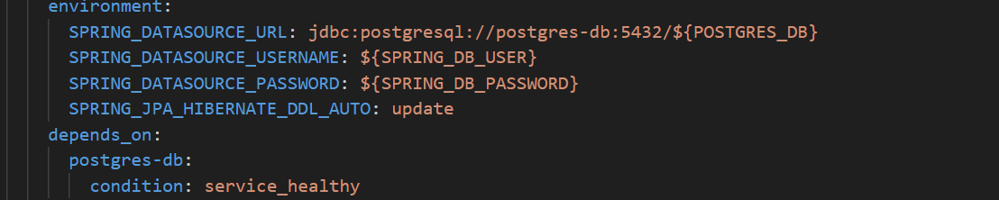 environment:
SPRING_DATASOURCE_URL: jdbc:postgresql://postgres-db:5432/${POSTGRES_DB}
SPRING_DATASOURCE_USERNAME: ${SPRING_DB_USER}
SPRING_DATASOURCE_PASSWORD: ${SPRING_DB_PASSWORD}
SPRING_JPA_HIBERNATE_DDL_AUTO: update
depends_on:
postgres-db:
condition: service_healthy